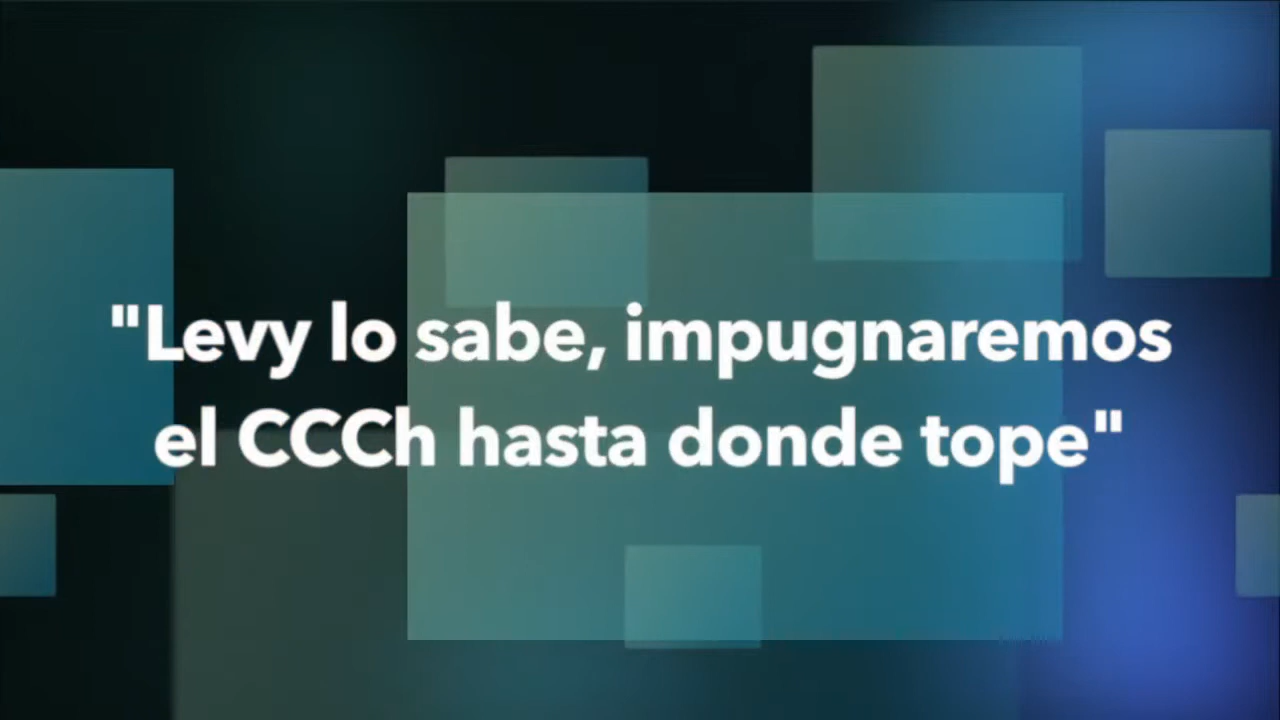 "Levy lo sabe, impugnaremos
el CCCh hasta donde tope"